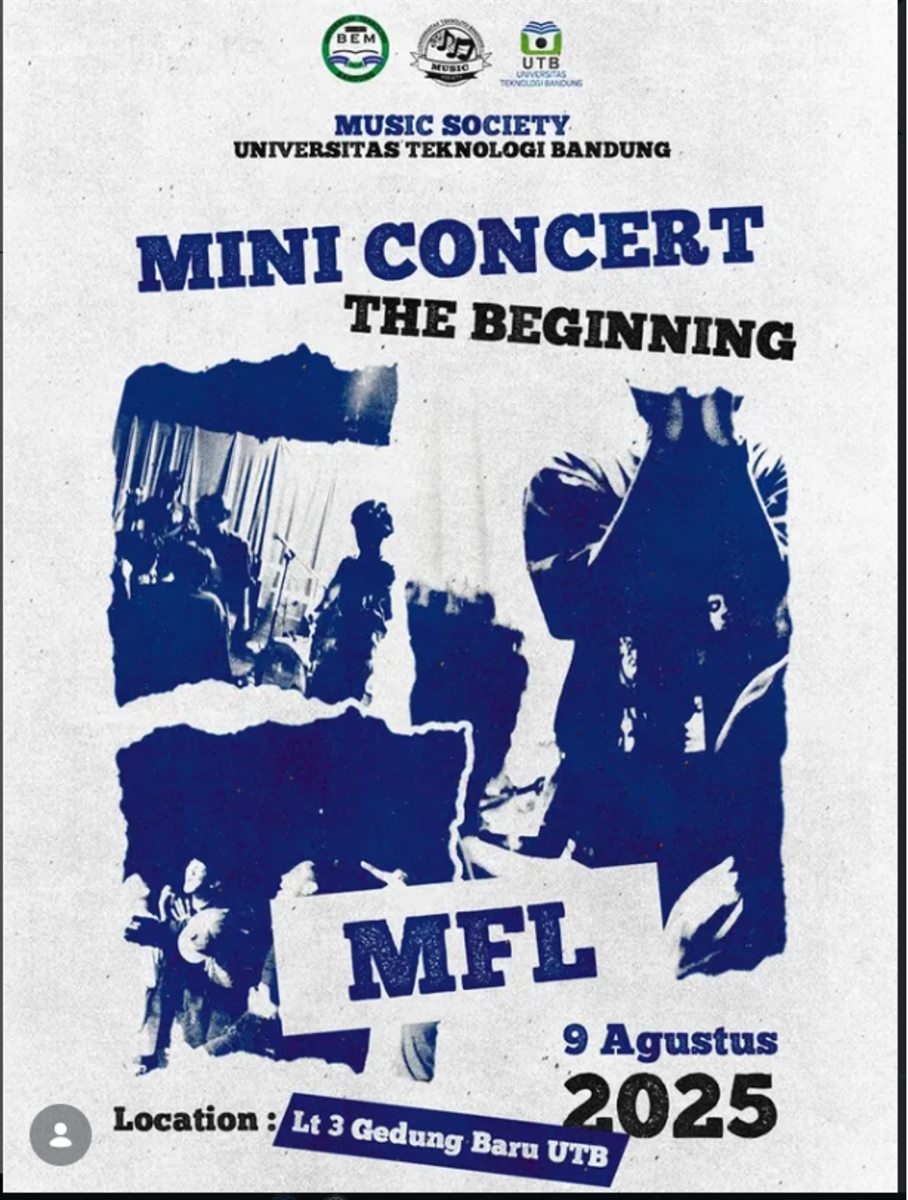 BEM
MUSIC
SOCIETY
UTB
UNIVERSITAS
TEKNOLOGI BANDUNG
MUSIC SOCIETY
UNIVERSITAS TEKNOLOGI BANDUNG
MINI CONCERT
THE BEGINNING
MFL
9 Agustus
2025
Location : Lt 3 Gedung Baru UTB